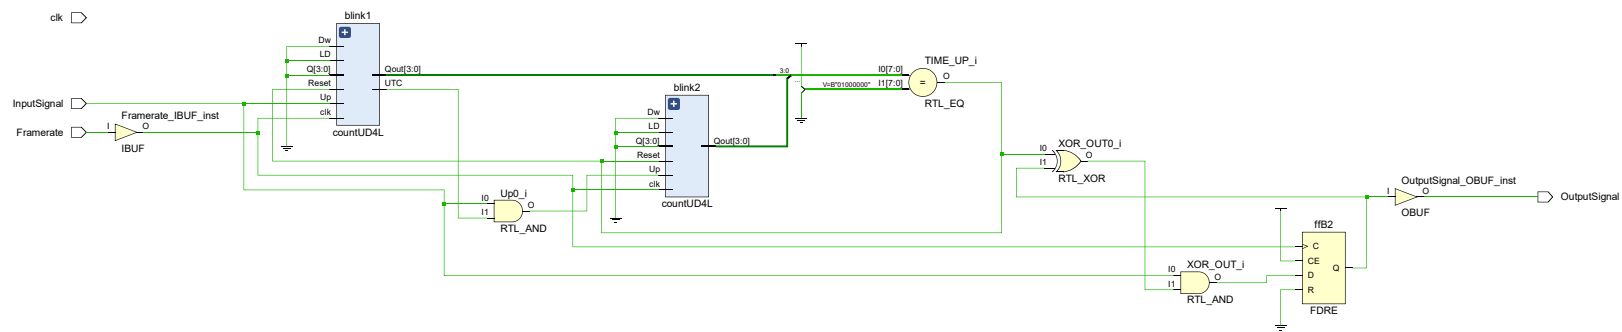 clk
InputSignal
Framerate
Framerate_IBUF_inst
I
O
IBUF
blink1
Dw
LD
Q[3:0]
Reset
Up
clk
Qout[3:0]
UTC
countUD4L
Up0_i
I0
I1
O
RTL_AND
blink2
Dw
LD
Q[3:0]
Reset
Up
clk
Qout[3:0]
countUD4L
3:0
...
V=B"01000000"
TIME_UP_i
I0[7:0]
I1[7:0]
=
O
RTL_EQ
XOR_OUT0_i
I0
I1
O
RTL_XOR
XOR_OUT_i
I0
I1
O
RTL_AND
ffB2
C
CE
D
R
Q
FDRE
OutputSignal_OBUF_inst
I
O
OBUF
OutputSignal